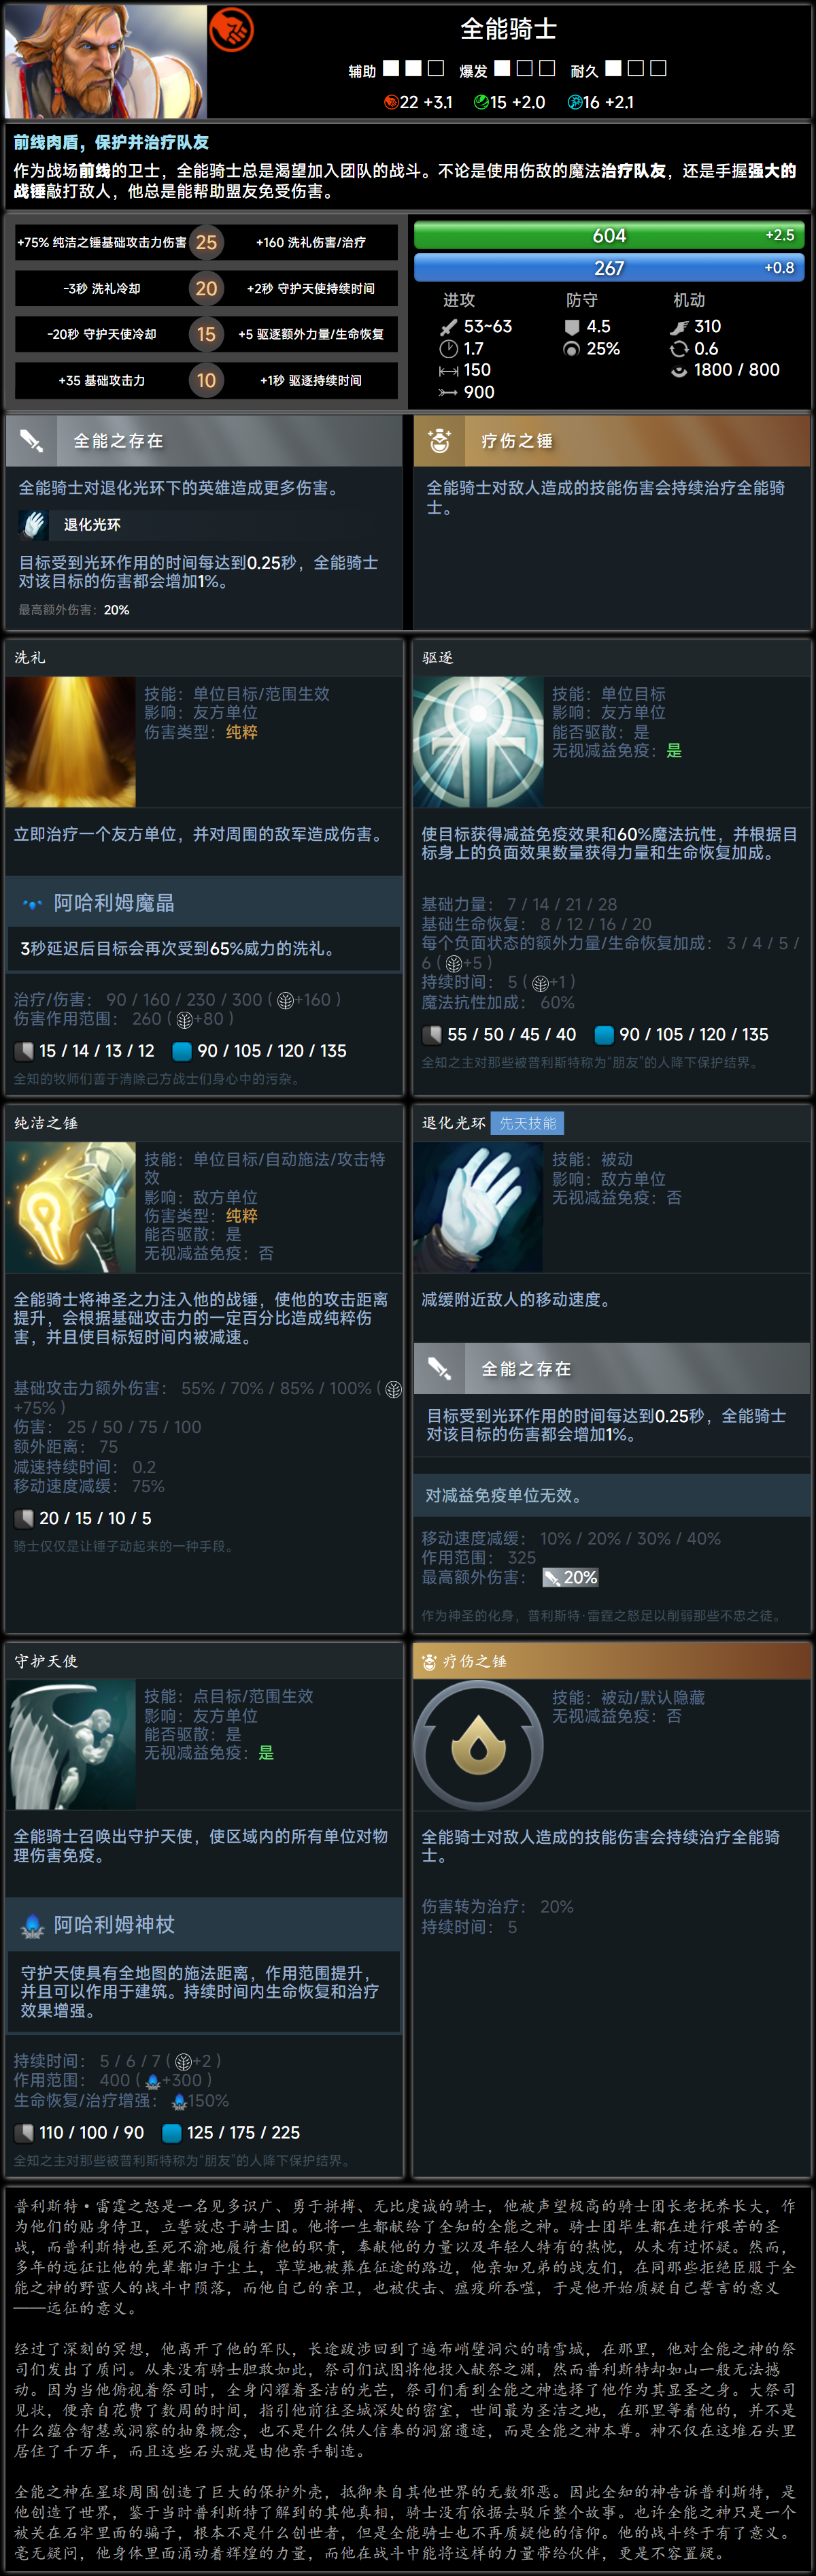 全能骑士
辅助 爆发 耐久
22 +3.1 15 +2.0 16 +2.1
前线肉盾，保护并治疗队友
作为战场前线的卫士，全能骑士总是渴望加入团队的战斗。不论是使用伤敌的魔法治疗队友，还是手握强大的
战锤敲打敌人，他总是能帮助盟友免受伤害。
+75% 纯洁之锤基础攻击力伤害 25 +160 洗礼伤害/治疗
-3秒 洗礼冷却 20 +2秒 守护天使持续时间
-20秒 守护天使冷却 15 +5 驱逐额外力量/生命恢复
+35 基础攻击力 10 +1秒 驱逐持续时间
604 +2.5
267 +0.8
进攻 防守 机动
53~63 4.5 310
1.7 25% 0.6
150 1800 / 800
900
全能之存在
全能骑士对退化光环下的英雄造成更多伤害。
退化光环
目标受到光环作用的时间每达到0.25秒，全能骑士
对该目标的伤害都会增加1%。
最高额外伤害：20%
疗伤之锤
全能骑士对敌人造成的技能伤害会持续治疗全能骑
士。
洗礼
技能：单位目标/范围生效
影响：友方单位
伤害类型：纯粹
立即治疗一个友方单位，并对周围的敌军造成伤害。
阿哈利姆魔晶
3秒延迟后目标会再次受到65%威力的洗礼。
治疗/伤害： 90 / 160 / 230 / 300 ( +160 )
伤害作用范围： 260 ( +80 )
15 / 14 / 13 / 12 90 / 105 / 120 / 135
全知的牧师们善于清除己方战士们身心中的污杂。
驱逐
技能：单位目标
影响：友方单位
能否驱散：是
无视减益免疫：是
使目标获得减益免疫效果和60%魔法抗性，并根据目
标身上的负面效果数量获得力量和生命恢复加成。
基础力量： 7 / 14 / 21 / 28
基础生命恢复： 8 / 12 / 16 / 20
每个负面状态的额外力量/生命恢复加成： 3 / 4 / 5 /
6 ( +5 )
持续时间： 5 ( +1 )
魔法抗性加成： 60%
55 / 50 / 45 / 40 90 / 105 / 120 / 135
全知之主对那些被普利斯特称为“朋友”的人降下保护结界。
纯洁之锤
技能：单位目标/自动施法/攻击特
效
影响：敌方单位
伤害类型：纯粹
能否驱散：是
无视减益免疫：否
全能骑士将神圣之力注入他的战锤，使他的攻击距离
提升，会根据基础攻击力的一定百分比造成纯粹伤
害，并且使目标短时间内被减速。
基础攻击力额外伤害： 55% / 70% / 85% / 100% (
+75% )
伤害： 25 / 50 / 75 / 100
额外距离： 75
减速持续时间： 0.2
移动速度减缓： 75%
20 / 15 / 10 / 5
骑士仅仅是让锤子动起来的一种手段。
退化光环 先天技能
技能：被动
影响：敌方单位
无视减益免疫：否
减缓附近敌人的移动速度。
全能之存在
目标受到光环作用的时间每达到0.25秒，全能骑士
对该目标的伤害都会增加1%。
对减益免疫单位无效。
移动速度减缓： 10% / 20% / 30% / 40%
作用范围： 325
最高额外伤害： 20%
作为神圣的化身，普利斯特·雷霆之怒足以削弱那些不忠之徒。
守护天使
技能：点目标/范围生效
影响：友方单位
能否驱散：是
无视减益免疫：是
全能骑士召唤出守护天使，使区域内的所有单位对物
理伤害免疫。
阿哈利姆神杖
守护天使具有全地图的施法距离，作用范围提升，
并且可以作用于建筑。持续时间内生命恢复和治疗
效果增强。
持续时间： 5 / 6 / 7 ( +2 )
作用范围： 400 ( +300 )
生命恢复/治疗增强： 150%
110 / 100 / 90 125 / 175 / 225
全知之主对那些被普利斯特称为“朋友”的人降下保护结界。
疗伤之锤
技能：被动/默认隐藏
无视减益免疫：否
全能骑士对敌人造成的技能伤害会持续治疗全能骑
士。
伤害转为治疗： 20%
持续时间： 5
普利斯特·雷霆之怒是一名见多识广、勇于拼搏、无比虔诚的骑士，他被声望极高的骑士团长老抚养长大，作
为他们的贴身侍卫，立誓效忠于骑士团。他将一生都献给了全知的全能之神。骑士团毕生都在进行艰苦的圣
战，而普利斯特也至死不渝地履行着他的职责，奉献他的力量以及年轻人特有的热忱，从未有过怀疑。然而，
多年的远征让他的先辈都归于尘土，草草地被葬在征途的路边，他亲如兄弟的战友们，在同那些拒绝臣服于全
能之神的野蛮人的战斗中陨落，而他自己的亲卫，也被伏击、瘟疫所吞噬，于是他开始质疑自己誓言的意义
——远征的意义。
经过了深刻的冥想，他离开了他的军队，长途跋涉回到了遍布峭壁洞穴的晴雪城，在那里，他对全能之神的祭
司们发出了质问。从来没有骑士胆敢如此，祭司们试图将他投入献祭之渊，然而普利斯特却如山一般无法撼
动。因为当他俯视着祭司时，全身闪耀着圣洁的光芒，祭司们看到全能之神选择了他作为其显圣之身。大祭司
见状，便亲自花费了数周的时间，指引他前往圣城深处的密室，世间最为圣洁之地，在那里等着他的，并不是
什么蕴含智慧或洞察的抽象概念，也不是什么供人信奉的洞窟遗迹，而是全能之神本尊。神不仅在这堆石头里
居住了千万年，而且这些石头就是由他亲手制造。
全能之神在星球周围创造了巨大的保护外壳，抵御来自其他世界的无数邪恶。因此全知的神告诉普利斯特，是
他创造了世界，鉴于当时普利斯特了解到的其他真相，骑士没有依据去驳斥整个故事。也许全能之神只是一个
被关在石牢里面的骗子，根本不是什么创世者，但是全能骑士也不再质疑他的信仰。他的战斗终于有了意义。
毫无疑问，他身体里面涌动着辉煌的力量，而他在战斗中能将这样的力量带给伙伴，更是不容置疑。